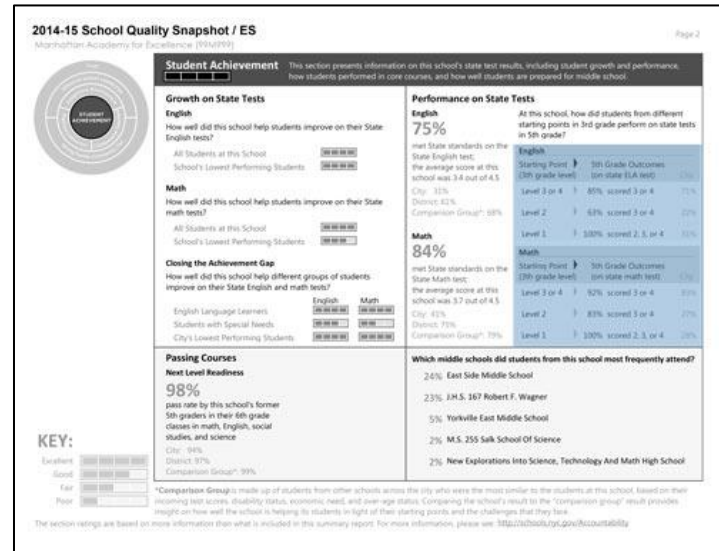 2014-15 School Quality Snapshot / ES
Page 2
Manhattan Academy for Excellence (99M999)
STUDENT
ACHIEVEMENT
Student Achievement This section presents information on this school's state test results, including student growth and performance,
how students performed in core courses, and how well students are prepared for middle school.
Growth on State Tests
English
How well did this school help students improve on their State
English tests?
All Students at this School
School's Lowest Performing Students
Math
How well did this school help students improve on their State
math tests?
All Students at this School
School's Lowest Performing Students
Closing the Achievement Gap
How well did this school help different groups of students
improve on their State English and math tests?
English Math
English Language Learners
Students with Special Needs
City's Lowest Performing Students
Performance on State Tests
English
75%
met State standards on the
State English test;
the average score at this
school was 3.4 out of 4.5
City: 31%
District: 61%
Comparison Group*: 68%
Math
84%
met State standards on the
State Math test;
the average score at this
school was 3.7 out of 4.5
City: 41%
District: 71%
Comparison Group*: 79%
At this school, how did students from different
starting points in 3rd grade perform on state tests
in 5th grade?
English
Starting Point 5th Grade Outcomes
(3th grade level) (on state ELA test) City
Level 3 or 4 85% scored 3 or 4 71%
Level 2 63% scored 3 or 4
Level 1 100% scored 2, 3, or 4
Math
Starting Point 5th Grade Outcomes
(3th grade level) (on state math test) City
Level 3 or 4 92% scored 3 or 4
Level 2 83% scored 3 or 4 27%
Level 1 100% scored 2, 3, or 4
Passing Courses
Next Level Readiness
98%
pass rate by this school's former
5th graders in their 6th grade
classes in math, English, social
studies, and science
City: 94%
District: 97%
Comparison Group*: 99%
Which middle schools did students from this school most frequently attend?
24% East Side Middle School
23% J.H.S. 167 Robert F. Wagner
5% Yorkville East Middle School
2% M.S. 255 Salk School Of Science
2% New Explorations Into Science, Technology And Math High School
KEY:
Excellent
Good
Fair
Poor
*Comparison Group is made up of students from other schools across the city who were the most similar to the students at this school, based on their
incoming test scores, disability status, economic need, and over-age status. Comparing the school's result to the "comparison group" result provides
insight on how well the school is helping its students in light of their starting points and the challenges that they face.
The section ratings are based on more information than what is included in this summary report. For more information, please see: http://schools.nyc.gov/Accountability